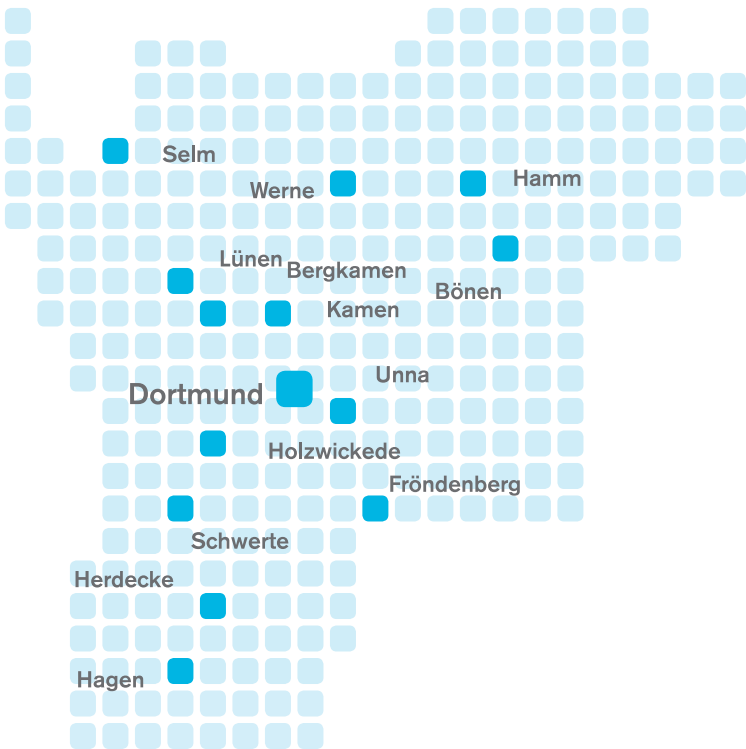 Selm
Werne
Hamm
Lünen
Bergkamen
Bönen
Kamen
Unna
Dortmund
Holzwickede
Fröndenberg
Schwerte
Herdecke
Hagen